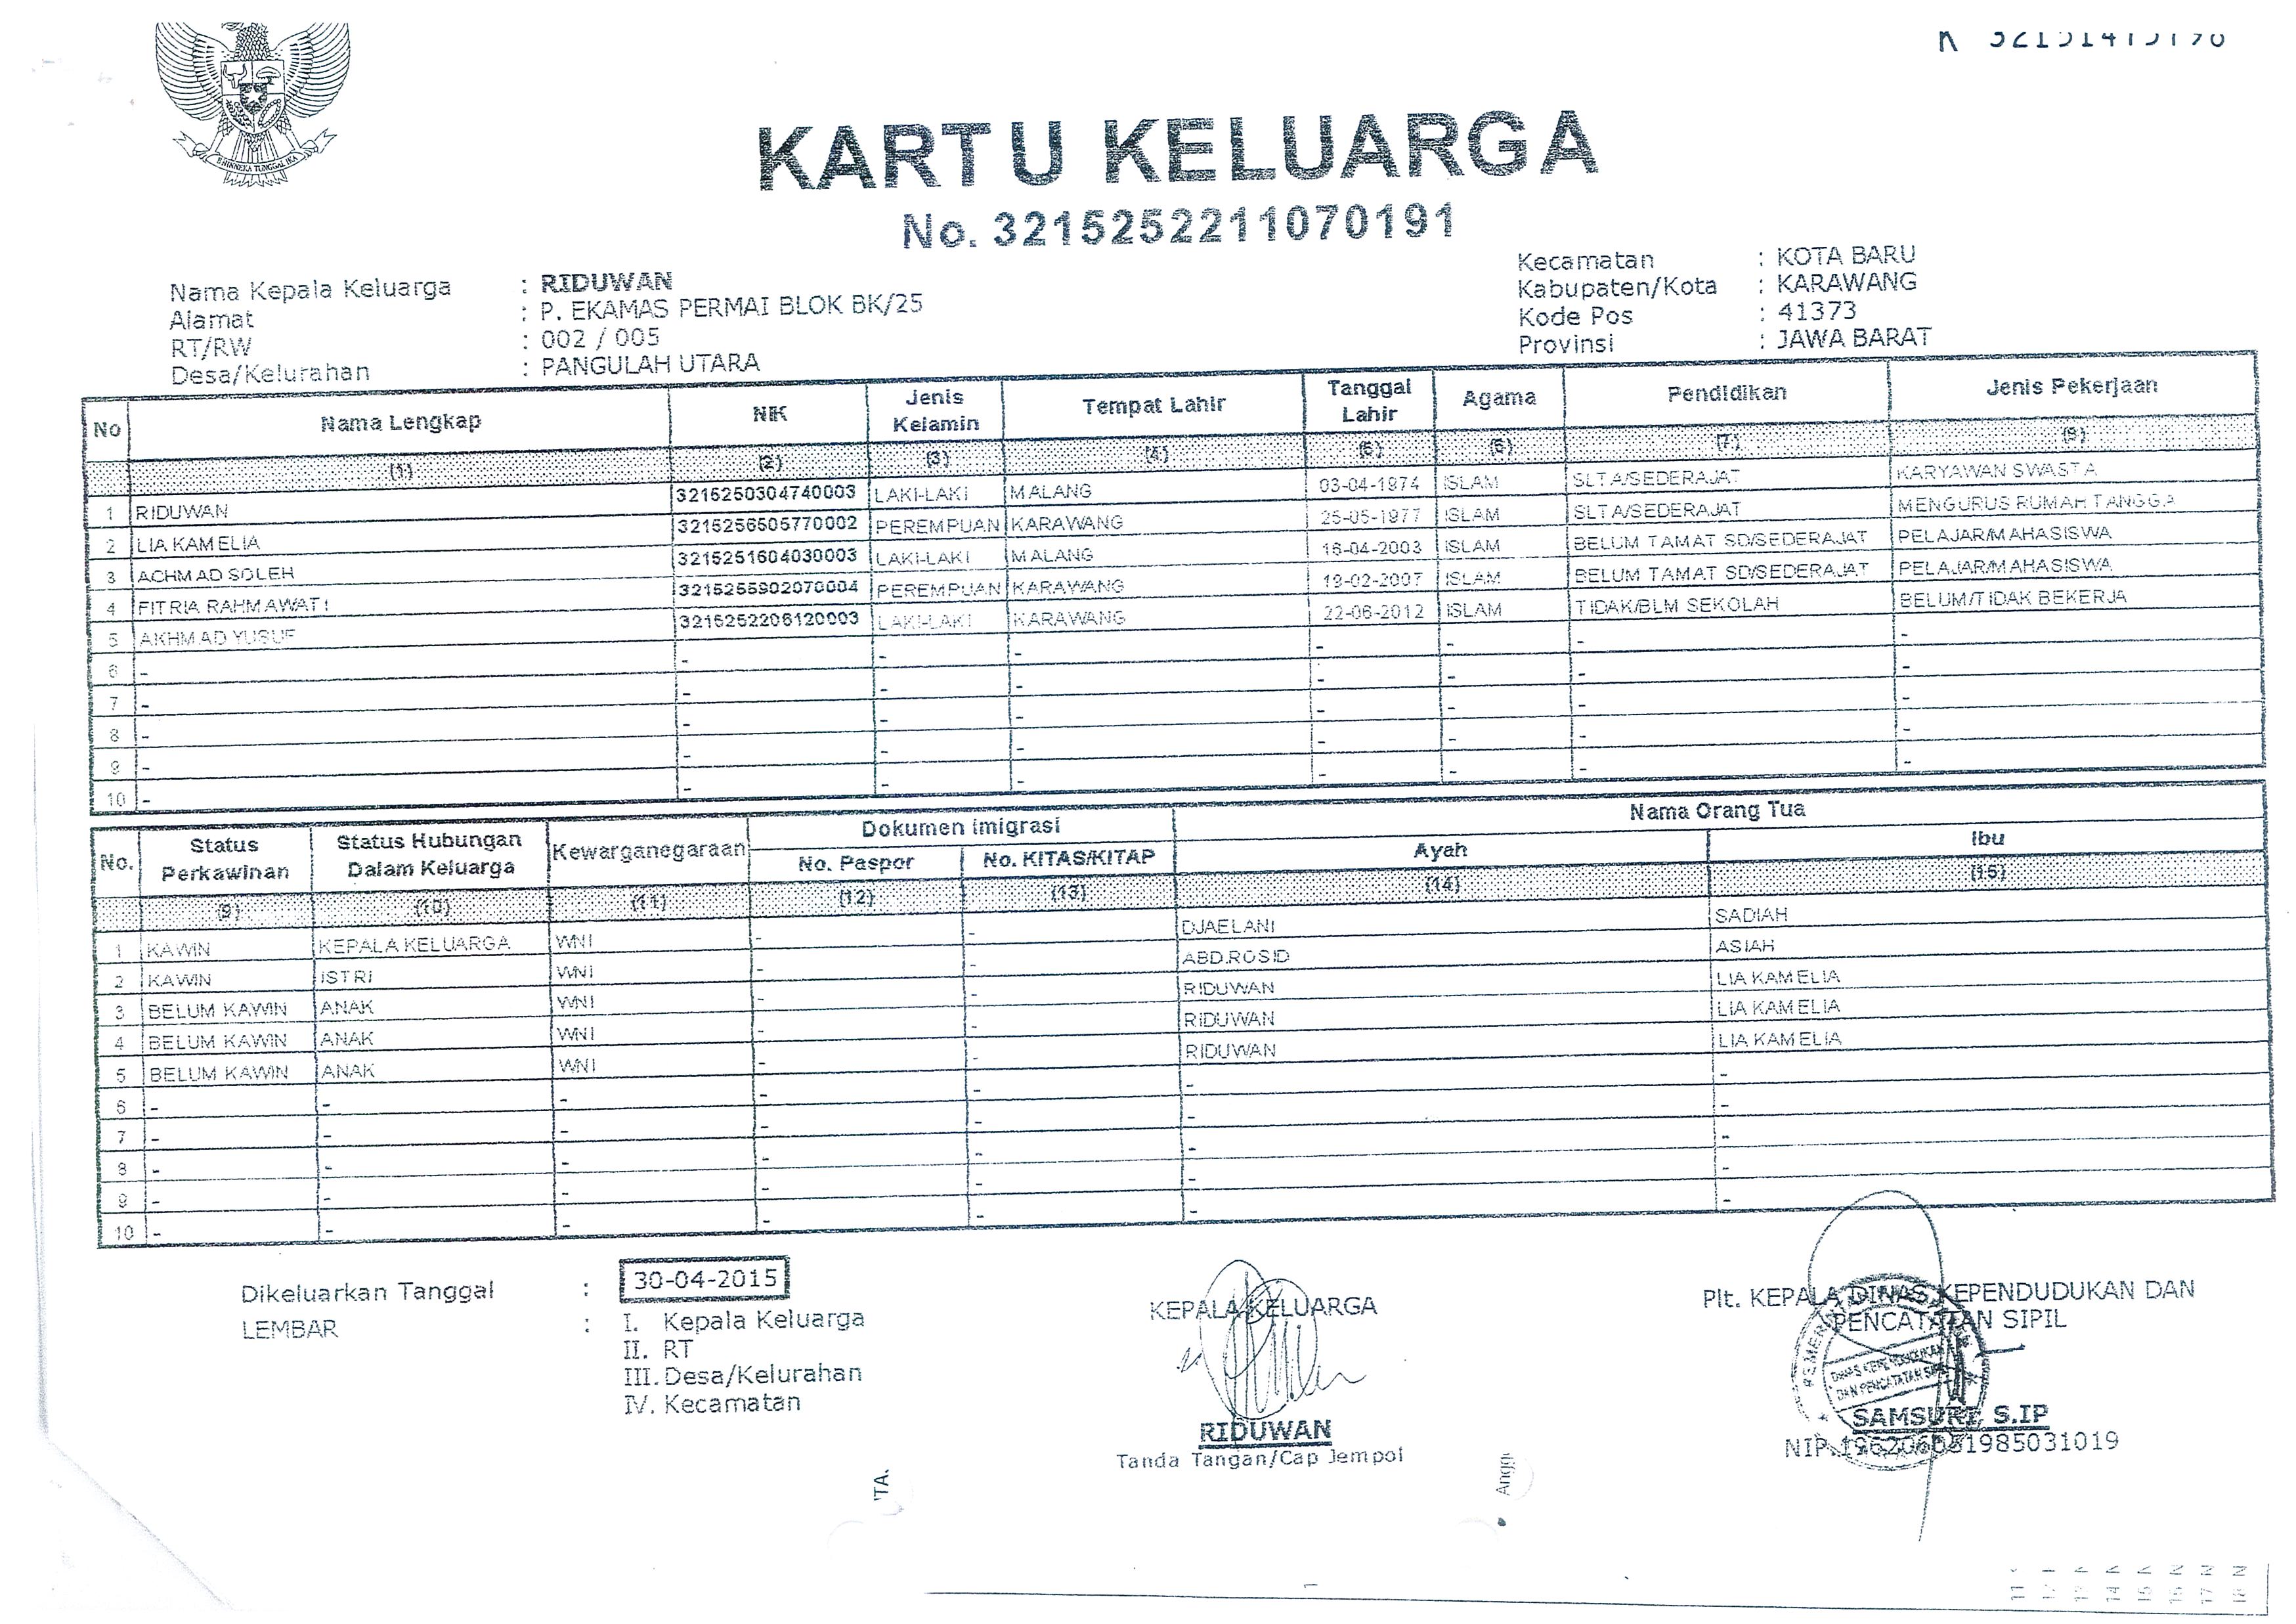 BHINNEKA TUNGGAL IKA
KARTU KELUARGA
No. 3215252211070191
Nama Kepala Keluarga : RIDUWAN
Alamat : P. EKAMAS PERMAI BLOK BK/25
RT/RW : 002 / 005
Desa/Kelurahan : PANGULAH UTARA
Kecamatan : KOTA BARU
Kabupaten/Kota : KARAWANG
Kode Pos : 41373
Provinsi : JAWA BARAT
No Nama Lengkap NIK Jenis Kelamin Tempat Lahir Tanggal Lahir Agama Pendidikan Jenis Pekerjaan
(1) (2) (3) (4) (5) (6) (7) (8)
1 RIDUWAN 3215250304740003 LAKI-LAKI MALANG 03-04-1974 ISLAM SLTA/SEDERAJAT KARYAWAN SWASTA
2 LIA KAMELIA 3215256505770002 PEREMPUAN KARAWANG 25-05-1977 ISLAM SLTA/SEDERAJAT MENGURUS RUMAH TANGGA
3 ACHMAD SOLEH 3215251604030003 LAKI-LAKI MALANG 16-04-2003 ISLAM BELUM TAMAT SD/SEDERAJAT PELAJAR/MAHASISWA
4 FITRIA RAHMAWATI 3215255902070004 PEREMPUAN KARAWANG 19-02-2007 ISLAM BELUM TAMAT SD/SEDERAJAT PELAJAR/MAHASISWA
5 AKHMAD YUSUF 3215252206120003 LAKI-LAKI KARAWANG 22-06-2012 ISLAM TIDAK/BLM SEKOLAH BELUM/TIDAK BEKERJA
6 - - - - - - - -
7 - - - - - - - -
8 - - - - - - - -
9 - - - - - - - -
10 - - - - - - - -
No. Status Perkawinan Status Hubungan Dalam Keluarga Kewarganegaraan Dokumen Imigrasi Nama Orang Tua
No. Paspor No. KITAS/KITAP Ayah Ibu
(9) (10) (11) (12) (13) (14) (15)
1 KAWIN KEPALA KELUARGA WNI - - DJAELANI SADIAH
2 KAWIN ISTRI WNI - - ABD.ROSID ASIAH
3 BELUM KAWIN ANAK WNI - - RIDUWAN LIA KAMELIA
4 BELUM KAWIN ANAK WNI - - RIDUWAN LIA KAMELIA
5 BELUM KAWIN ANAK WNI - - RIDUWAN LIA KAMELIA
6 - - - - - - -
7 - - - - - - -
8 - - - - - - -
9 - - - - - - -
10 - - - - - - -
Dikeluarkan Tanggal : 30-04-2015
LEMBAR : I. Kepala Keluarga
II. RT
III. Desa/Kelurahan
IV. Kecamatan
KEPALA KELUARGA
RIDUWAN
Tanda Tangan/Cap Jempol
Plt. KEPALA DINAS KEPENDUDUKAN DAN
PENCATATAN SIPIL
DAN PENCATATAN SIPIL
SAMSURI, S.IP